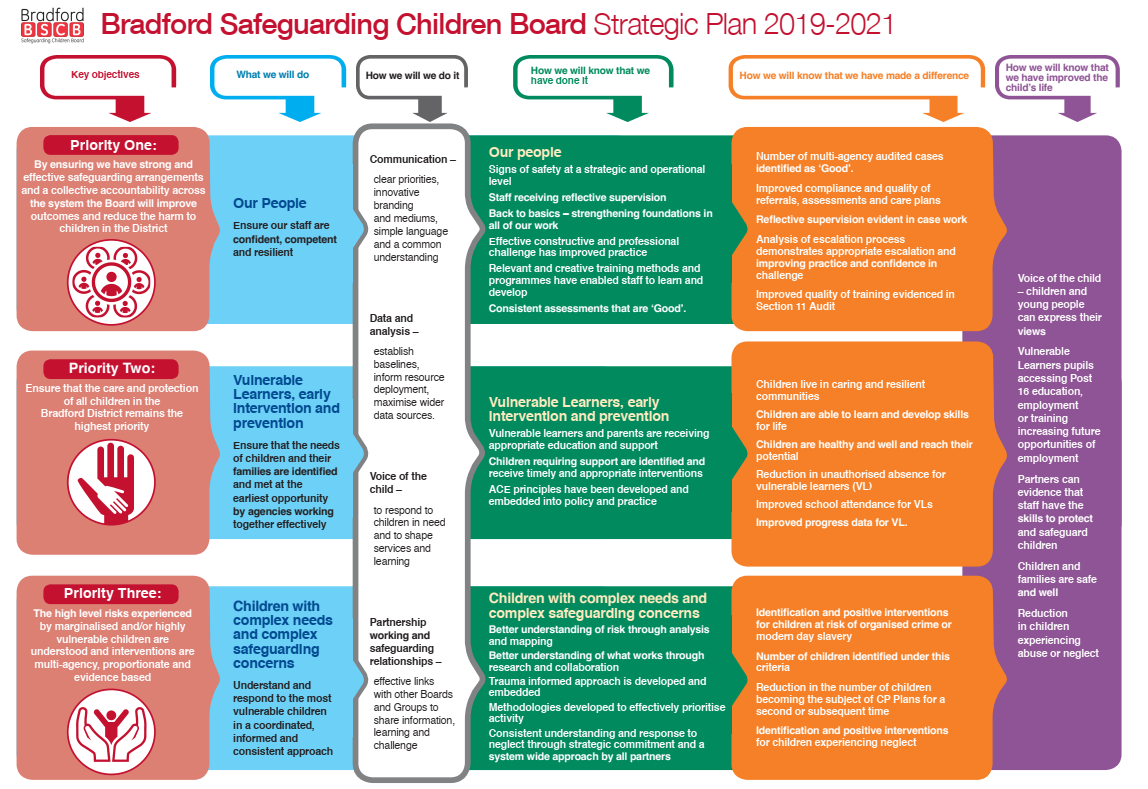 Bradford
BSCB
Safeguarding Children Board
Bradford Safeguarding Children Board Strategic Plan 2019-2021
Key objectives
What we will do
How we will we do it
How we will know that we
have done it
How we will know that we have made a difference
How we will know that
we have improved the
child's life
Priority One:
By ensuring we have strong and
effective safeguarding arrangements
and a collective accountability across
the system the Board will improve
outcomes and reduce the harm to
children in the District
Our People
Ensure our staff are
confident, competent
and resilient
Communication –
clear priorities,
innovative
branding
and mediums,
simple language
and a common
understanding
Data and
analysis –
establish
baselines,
inform resource
deployment,
maximise wider
data sources.
Voice of the
child –
to respond to
children in need
and to shape
services and
learning
Partnership
working and
safeguarding
relationships –
effective links
with other Boards
and Groups to
share information,
learning and
challenge
Our people
Signs of safety at a strategic and operational
level
Staff receiving reflective supervision
Back to basics – strengthening foundations in
all of our work
Effective constructive and professional
challenge has improved practice
Relevant and creative training methods and
programmes have enabled staff to learn and
develop
Consistent assessments that are 'Good'.
Number of multi-agency audited cases
identified as 'Good'.
Improved compliance and quality of
referrals, assessments and care plans
Reflective supervision evident in case work
Analysis of escalation process
demonstrates appropriate escalation and
improving practice and confidence in
challenge
Improved quality of training evidenced in
Section 11 Audit
Priority Two:
Ensure that the care and protection
of all children in the
Bradford District remains the
highest priority
Vulnerable
Learners, early
Intervention and
prevention
Ensure that the needs
of children and their
families are identified
and met at the
earliest opportunity
by agencies working
together effectively
Vulnerable Learners, early
Intervention and prevention
Vulnerable learners and parents are receiving
appropriate education and support
Children requiring support are identified and
receive timely and appropriate interventions
ACE principles have been developed and
embedded into policy and practice
Children live in caring and resilient
communities
Children are able to learn and develop skills
for life
Children are healthy and well and reach their
potential
Reduction in unauthorised absence for
vulnerable learners (VL)
Improved school attendance for VLs
Improved progress data for VL.
Priority Three:
The high level risks experienced
by marginalised and/or highly
vulnerable children are
understood and interventions are
multi-agency, proportionate and
evidence based
Children with
complex needs
and complex
safeguarding
concerns
Understand and
respond to the most
vulnerable children
in a coordinated,
informed and
consistent approach
Children with complex needs and
complex safeguarding concerns
Better understanding of risk through analysis
and mapping
Better understanding of what works through
research and collaboration
Trauma informed approach is developed and
embedded
Methodologies developed to effectively prioritise
activity
Consistent understanding and response to
neglect through strategic commitment and a
system wide approach by all partners
Identification and positive interventions
for children at risk of organised crime or
modern day slavery
Number of children identified under this
criteria
Reduction in the number of children
becoming the subject of CP Plans for a
second or subsequent time
Identification and positive interventions
for children experiencing neglect
Voice of the child
– children and
young people
can express their
views
Vulnerable
Learners pupils
accessing Post
16 education,
employment
or training
increasing future
opportunities of
employment
Partners can
evidence that
staff have the
skills to protect
and safeguard
children
Children and
families are safe
and well
Reduction
in children
experiencing
abuse or neglect